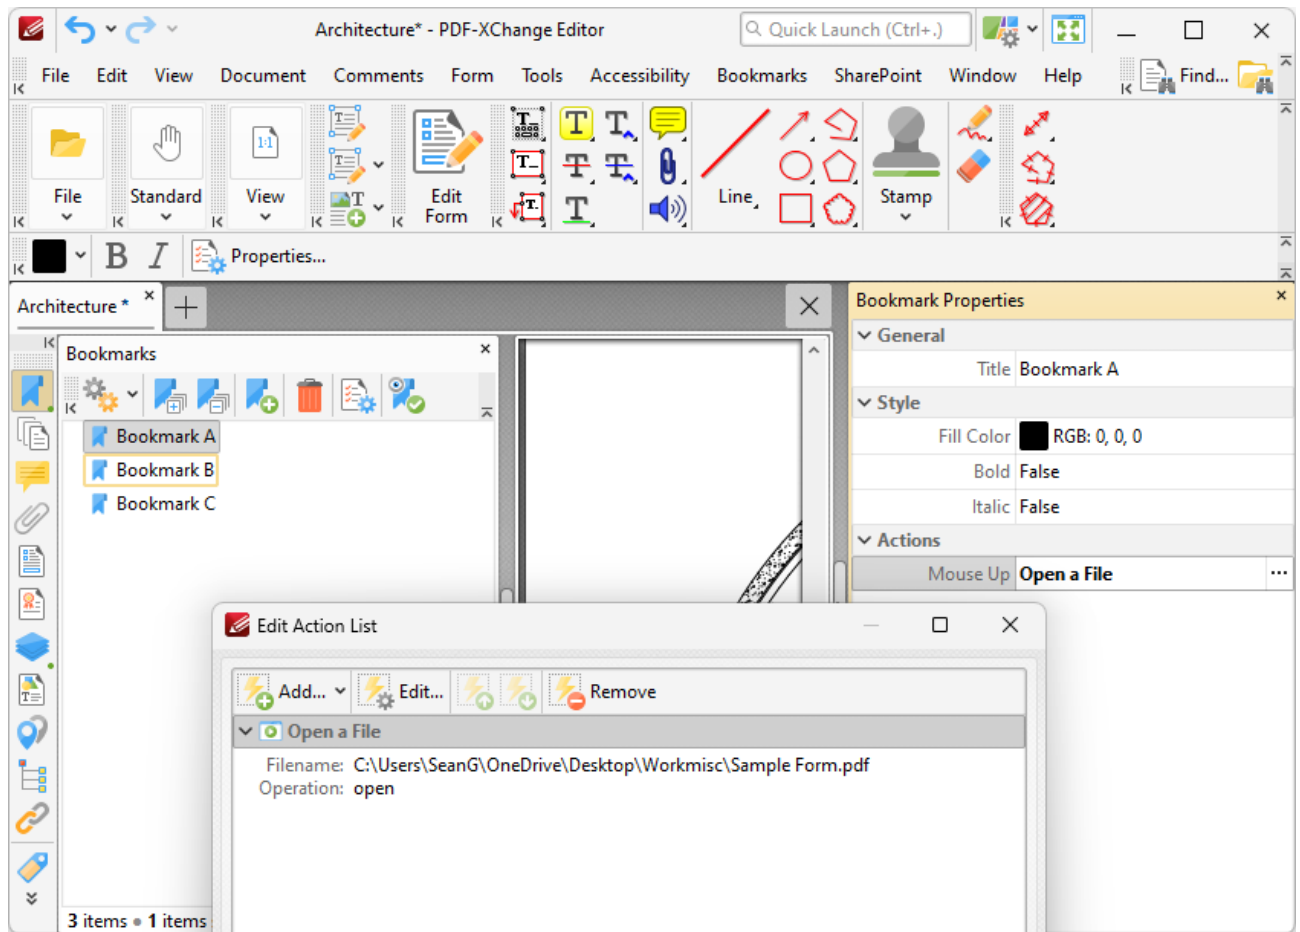 Architecture* - PDF-XChange Editor
Quick Launch (Ctrl+.)
File Edit View Document Comments Form Tools Accessibility Bookmarks SharePoint Window Help Find...
File Standard View Edit Form Line Stamp
B I Properties...
Architecture *
Bookmarks
Bookmark A
Bookmark B
Bookmark C
3 items • 1 items
Bookmark Properties
General
Title Bookmark A
Style
Fill Color RGB: 0, 0, 0
Bold False
Italic False
Actions
Mouse Up Open a File ...
Edit Action List
Add... Edit... Remove
Open a File
Filename: C:\Users\SeanG\OneDrive\Desktop\Workmisc\Sample Form.pdf
Operation: open